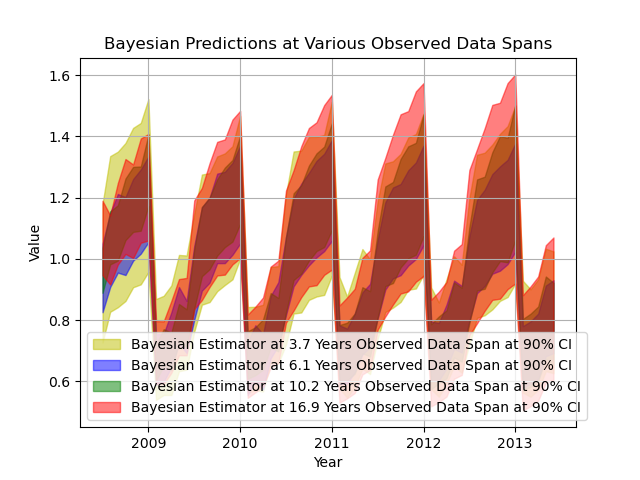 Bayesian Predictions at Various Observed Data Spans
1.6
1.4
1.2
1.0
0.8
0.6
Value
Bayesian Estimator at 3.7 Years Observed Data Span at 90% CI
Bayesian Estimator at 6.1 Years Observed Data Span at 90% CI
Bayesian Estimator at 10.2 Years Observed Data Span at 90% CI
Bayesian Estimator at 16.9 Years Observed Data Span at 90% CI
2009 2010 2011 2012 2013
Year